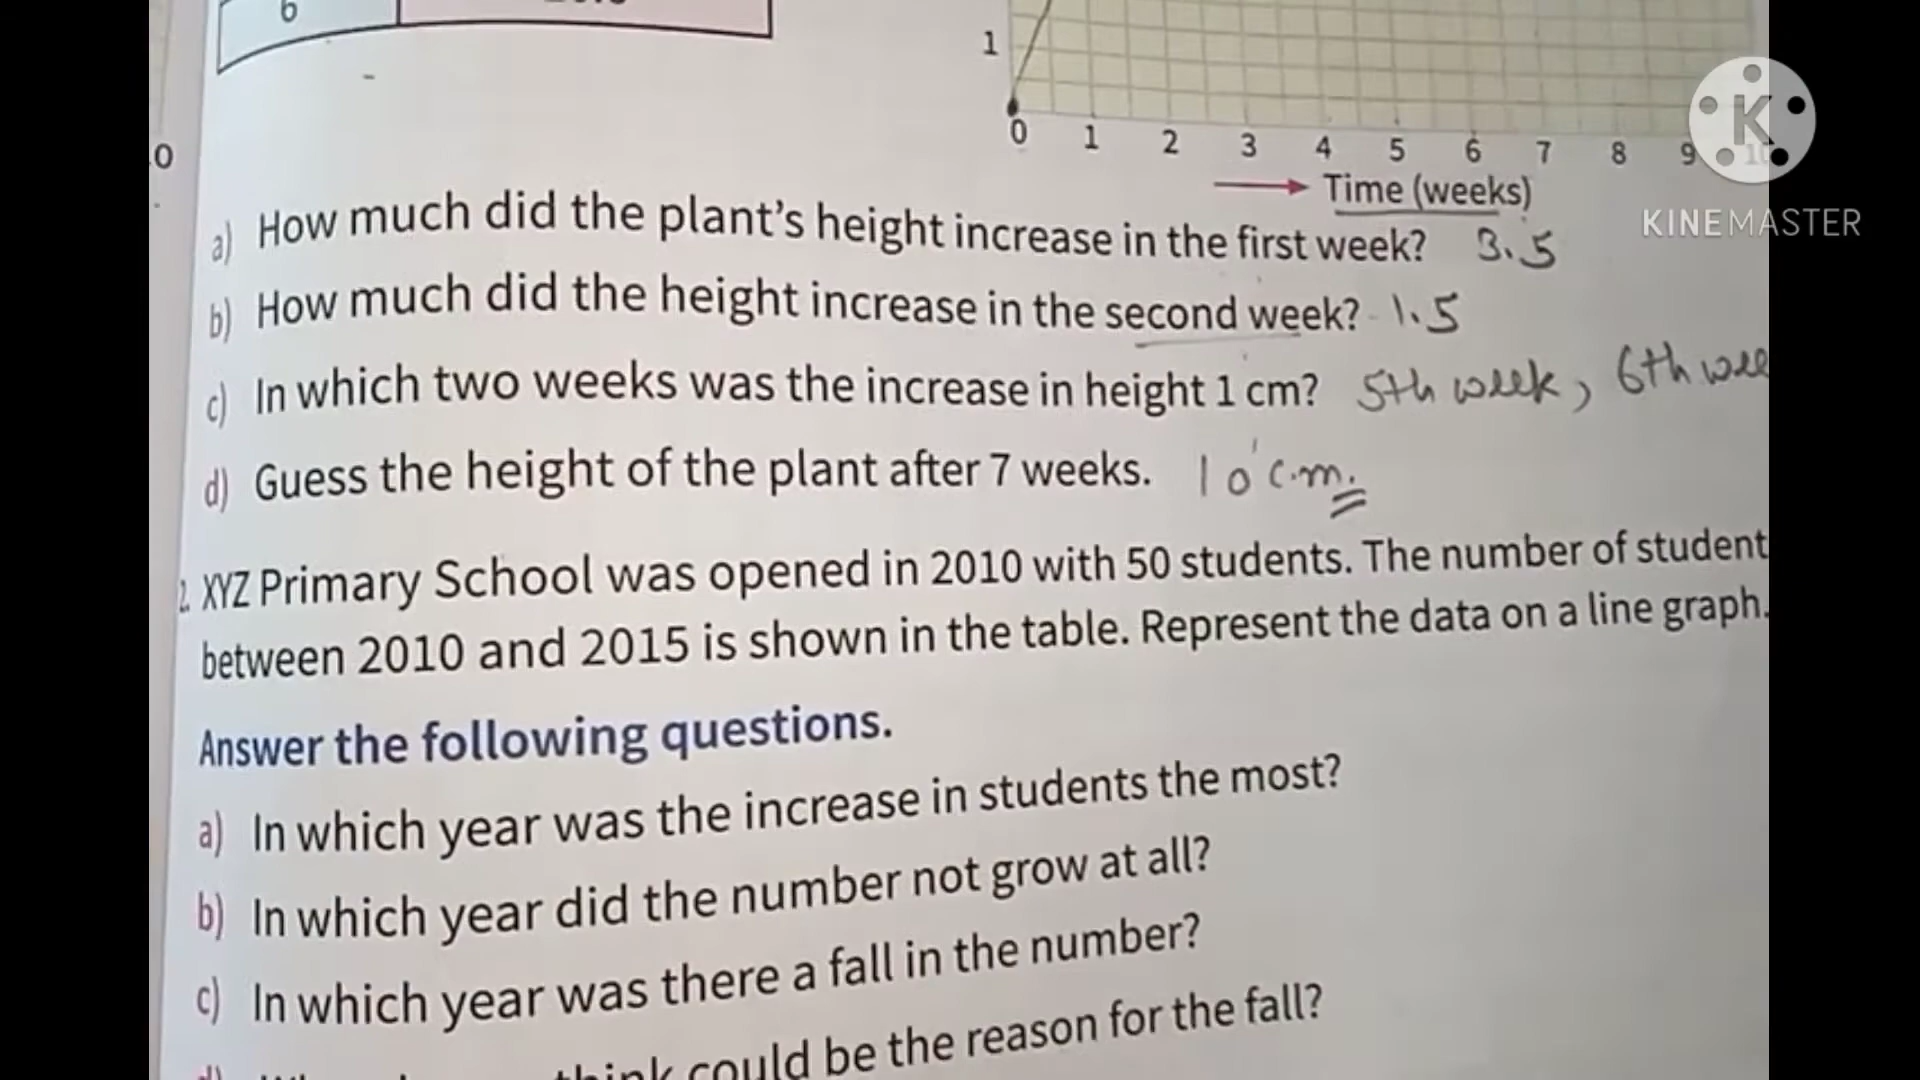 6
1
0 1 2 3 4 5 6 7 8 9 10
0
Time (weeks)
K
KINEMASTER
a) How much did the plant's height increase in the first week? 3.5
b) How much did the height increase in the second week? 1.5
c) In which two weeks was the increase in height 1 cm? 5th week, 6th wee
d) Guess the height of the plant after 7 weeks. 10 c.m.
2. XYZ Primary School was opened in 2010 with 50 students. The number of student
between 2010 and 2015 is shown in the table. Represent the data on a line graph.
Answer the following questions.
a) In which year was the increase in students the most?
b) In which year did the number not grow at all?
c) In which year was there a fall in the number?
d) think could be the reason for the fall?